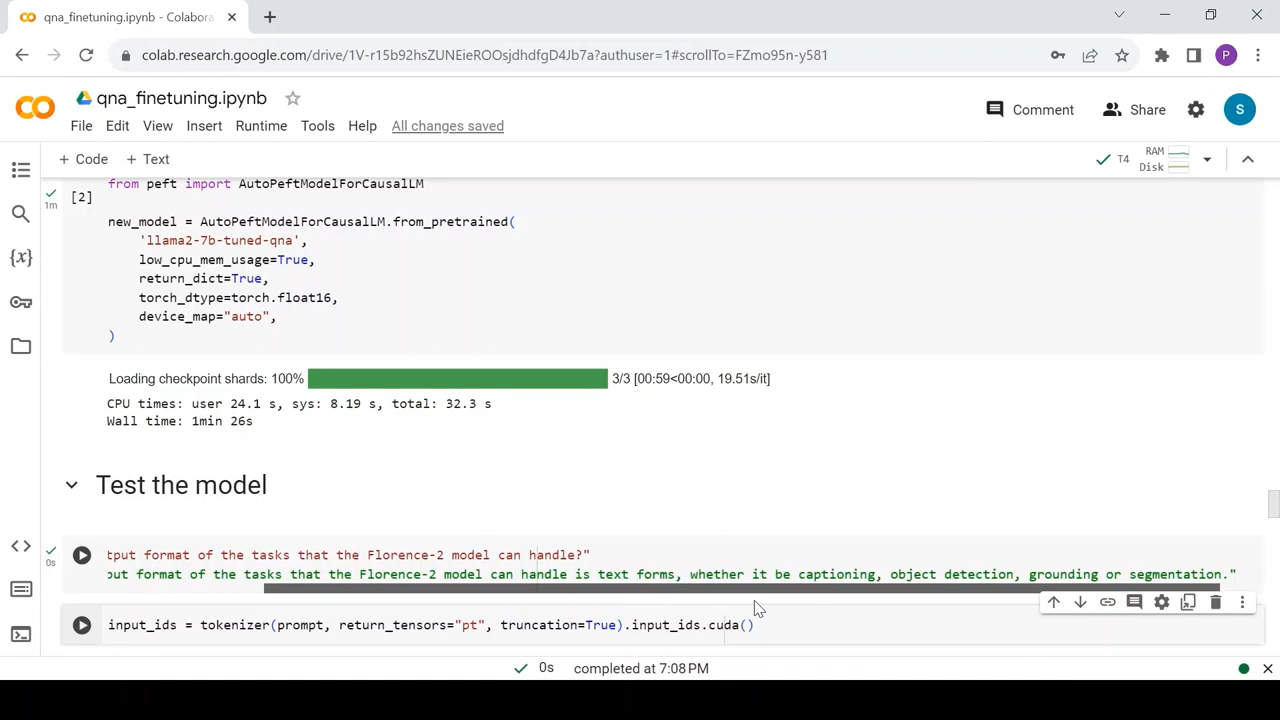 qna_finetuning.ipynb - Colabora
colab.research.google.com/drive/1V-r15b92hsZUNEieROOsjdhdfgD4Jb7a?authuser=1#scrollTo=FZmo95n-y581
P
qna_finetuning.ipynb
Comment
Share
S
File Edit View Insert Runtime Tools Help All changes saved
+ Code + Text
T4
RAM
Disk
from peft import AutoPeftModelForCausalLM
[2]
1m
new_model = AutoPeftModelForCausalLM.from_pretrained(
'llama2-7b-tuned-qna',
low_cpu_mem_usage=True,
return_dict=True,
torch_dtype=torch.float16,
device_map="auto",
)
Loading checkpoint shards: 100% 3/3 [00:59<00:00, 19.51s/it]
CPU times: user 24.1 s, sys: 8.19 s, total: 32.3 s
Wall time: 1min 26s
Test the model
0s
tput format of the tasks that the Florence-2 model can handle?"
put format of the tasks that the Florence-2 model can handle is text forms, whether it be captioning, object detection, grounding or segmentation."
input_ids = tokenizer(prompt, return_tensors="pt", truncation=True).input_ids.cuda()
0s completed at 7:08 PM